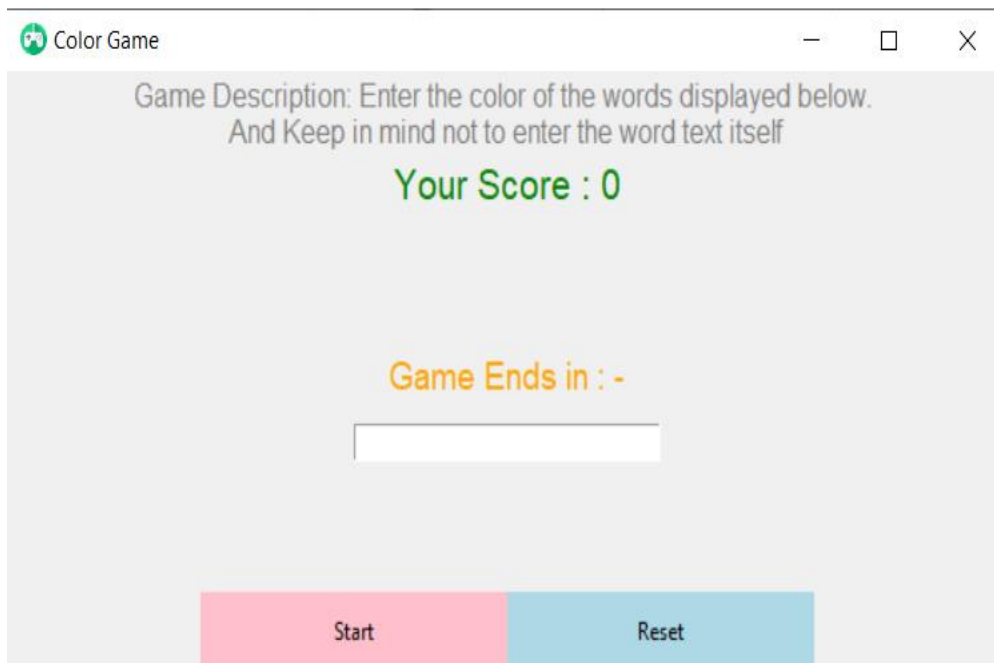 Color Game
Game Description: Enter the color of the words displayed below.
And Keep in mind not to enter the word text itself
Your Score : 0
Game Ends in : -
Start
Reset